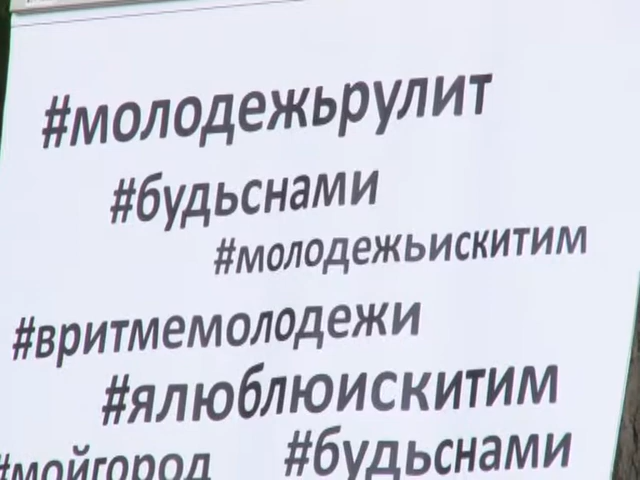 #молодежьрулит
#будьснами
#молодежьискитим
#вритмемолодежи
#ялюблюискитим
#мойгород #будьснами